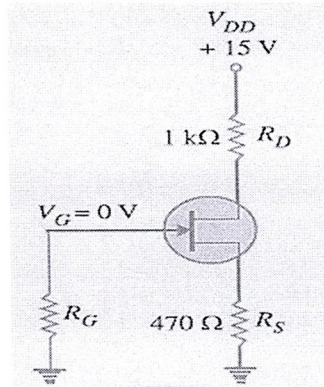 V_DD
+ 15 V
1 kΩ R_D
V_G = 0 V
R_G
470 Ω R_S